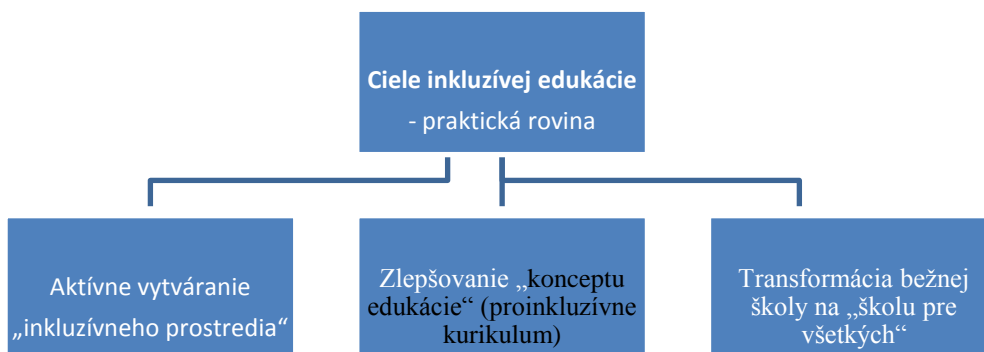 Ciele inkluzívej edukácie
- praktická rovina
Aktívne vytváranie
„inkluzívneho prostredia“
Zlepšovanie „konceptu
edukácie“ (proinkluzívne
kurikulum)
Transformácia bežnej
školy na „školu pre
všetkých“